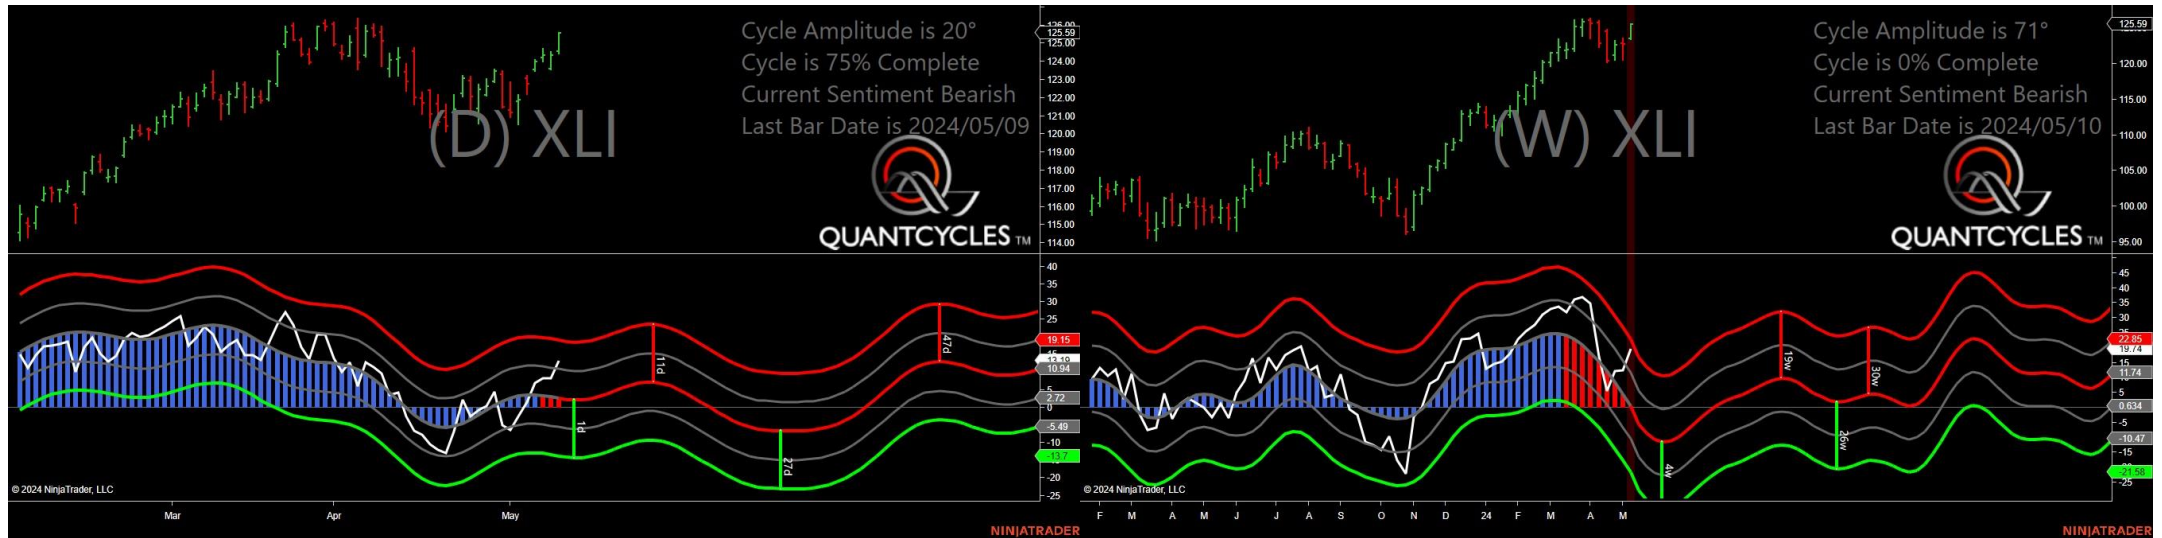 Cycle Amplitude is 20°
Cycle is 75% Complete
Current Sentiment Bearish
Last Bar Date is 2024/05/09
(D) XLI
QUANTCYCLES TM
126.00
125.59
125.00
124.00
123.00
122.00
121.00
120.00
119.00
118.00
117.00
116.00
115.00
114.00
40
35
30
25
19.15
13.19
10.94
5
2.72
0
-5.49
-10
-13.7
-20
-25
11d
1d
27d
47d
© 2024 NinjaTrader, LLC
Mar Apr May
NINJATRADER
Cycle Amplitude is 71°
Cycle is 0% Complete
Current Sentiment Bearish
Last Bar Date is 2024/05/10
(W) XLI
QUANTCYCLES TM
125.59
120.00
115.00
110.00
105.00
100.00
95.00
45
40
35
30
22.85
19.74
15
11.74
5
0.634
-5
-10.47
-15
-21.58
-25
19w
30w
26w
4w
© 2024 NinjaTrader, LLC
F M A M J J A S O N D 24 F M A M
NINJATRADER